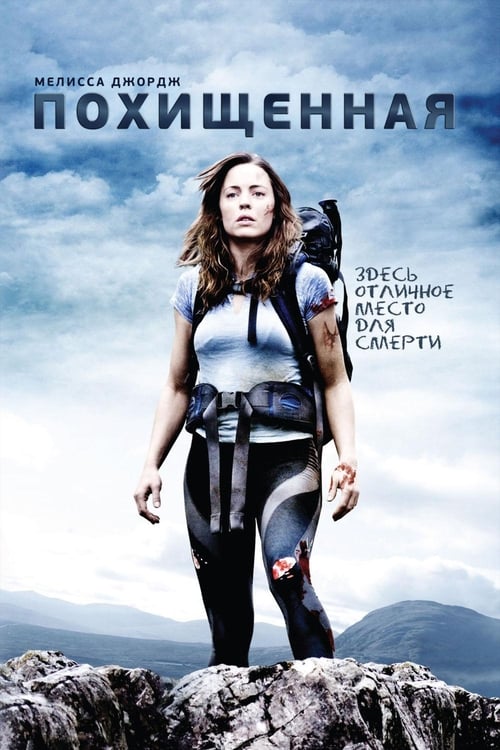 МЕЛИССА ДЖОРДЖ
ПОХИЩЕННАЯ
ЗДЕСЬ
ОТЛИЧНОЕ
МЕСТО
ДЛЯ
СМЕРТИ